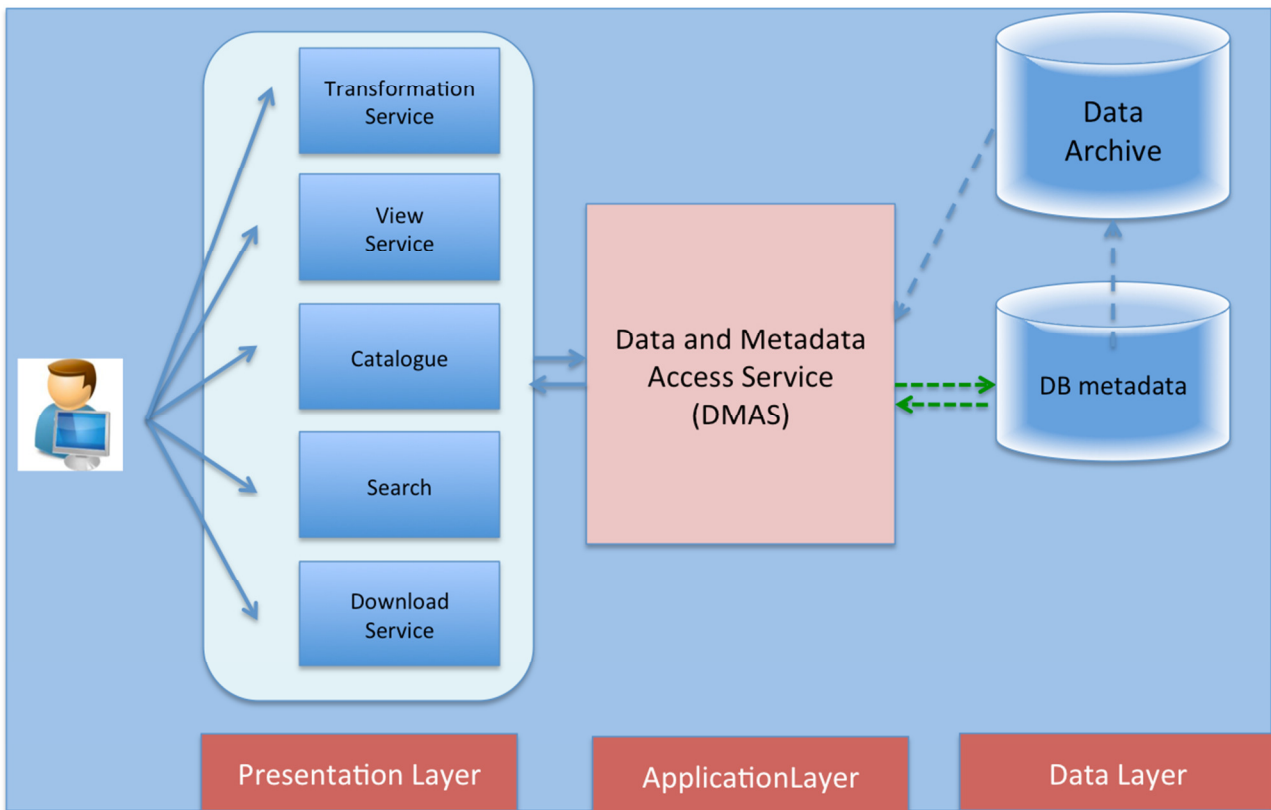 Transformation
Service
View
Service
Catalogue
Search
Download
Service
Data and Metadata
Access Service
(DMAS)
Data
Archive
DB metadata
Presentation Layer
ApplicationLayer
Data Layer